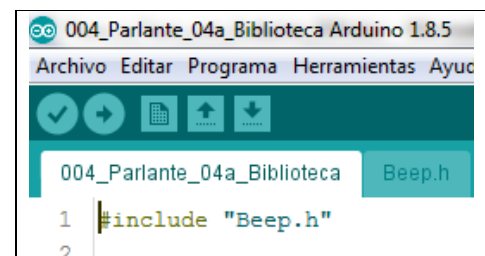 004_Parlante_04a_Biblioteca Arduino 1.8.5
Archivo Editar Programa Herramientas
004_Parlante_04a_Biblioteca Beep.h
1 #include "Beep.h"
2